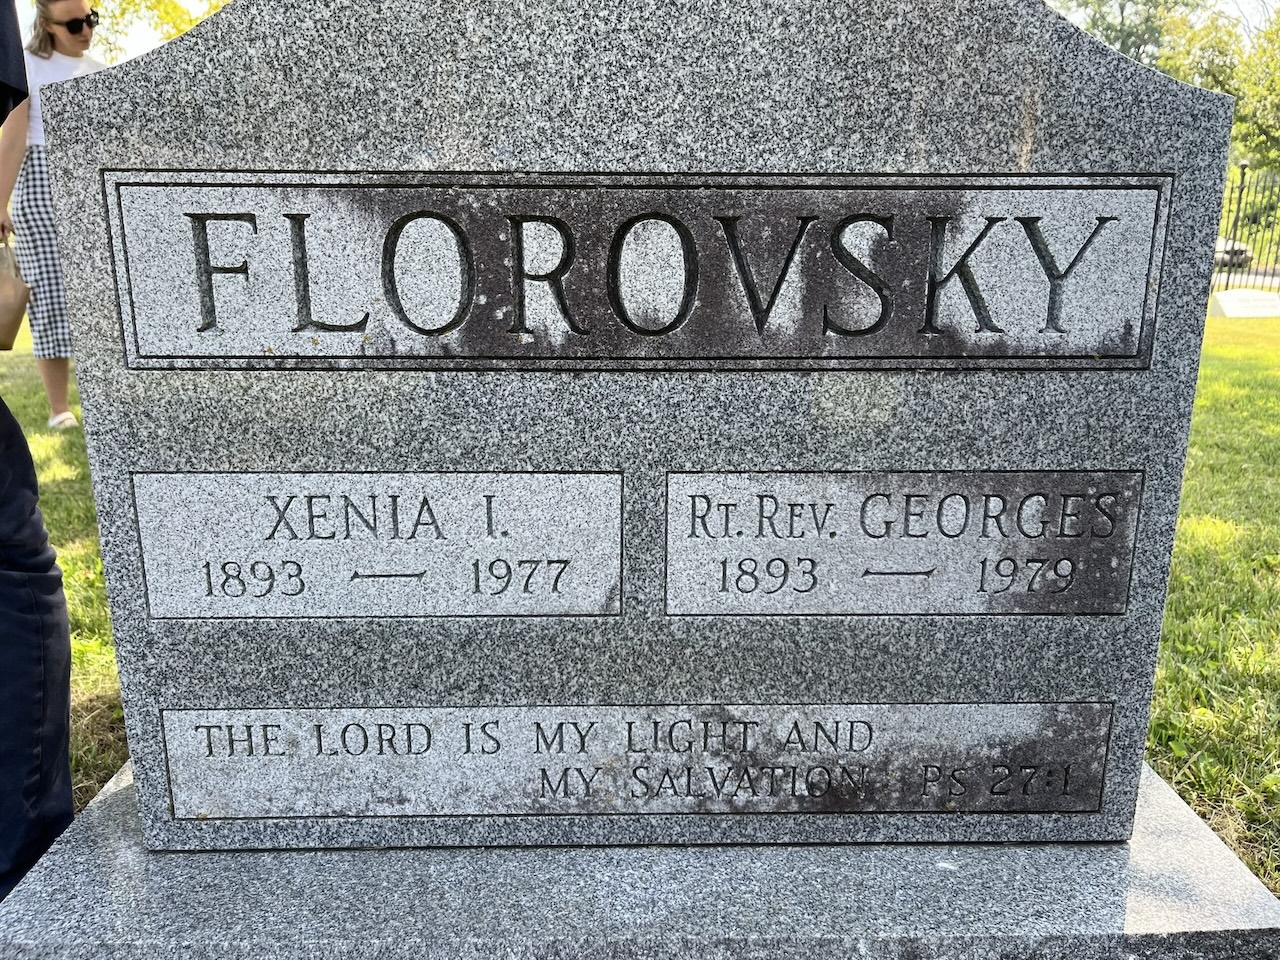 FLOROVSKY
XENIA I.
1893 — 1977
RT. REV. GEORGES
1893 — 1979
THE LORD IS MY LIGHT AND
MY SALVATION PS 27:1